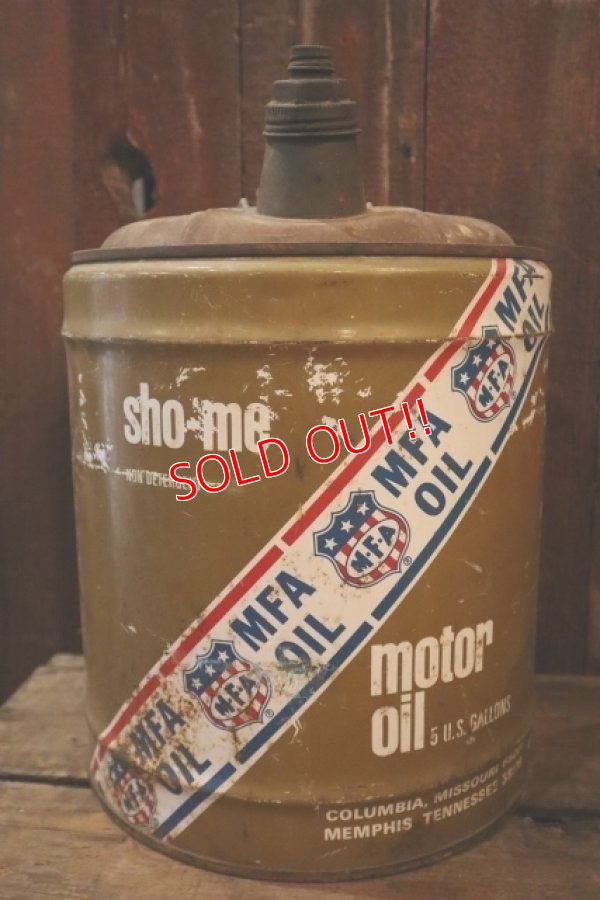 sho-me
NON
SOLD OUT!!
MFA
OIL
M·F·A
MFA
OIL
M·F·A
®
MFA
OIL
M·F·A
®
MFA
OIL
motor
oil
5 U.S. GALLONS
COLUMBIA, MISSOURI
MEMPHIS TENNESSEE